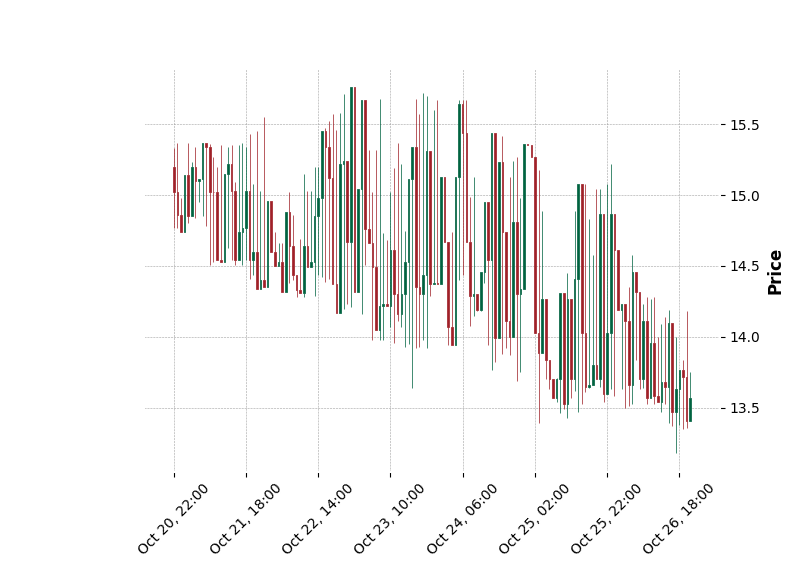 15.5
15.0
14.5
14.0
13.5
Price
Oct 20, 22:00
Oct 21, 18:00
Oct 22, 14:00
Oct 23, 10:00
Oct 24, 06:00
Oct 25, 02:00
Oct 25, 22:00
Oct 26, 18:00